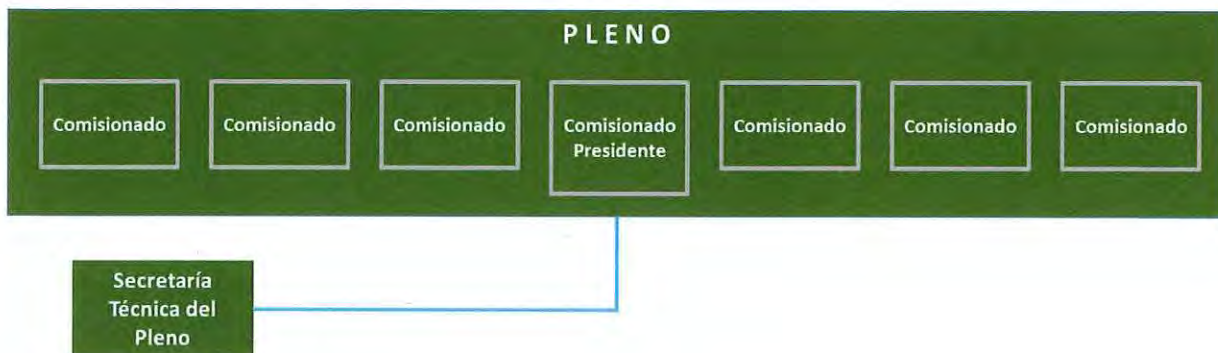 PLENO
Comisionado
Comisionado
Comisionado
Comisionado
Presidente
Comisionado
Comisionado
Comisionado
Secretaría
Técnica del
Pleno